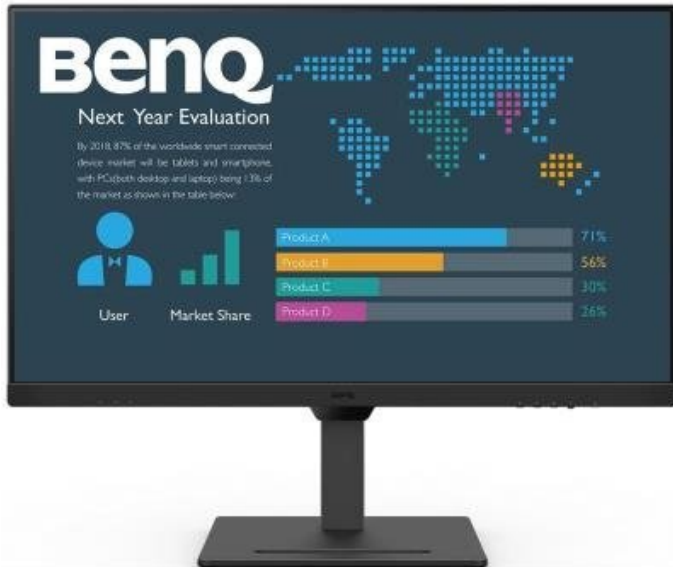 BenQ
Next Year Evaluation
By 2018, 87% of the worldwide smart connected
device market will be tablets and smartphone,
with PCs(both desktop and laptop) being 13% of
the market as shown in the table below:
User
Market Share
Product A 71%
Product B 56%
Product C 30%
Product D 26%
BenQ